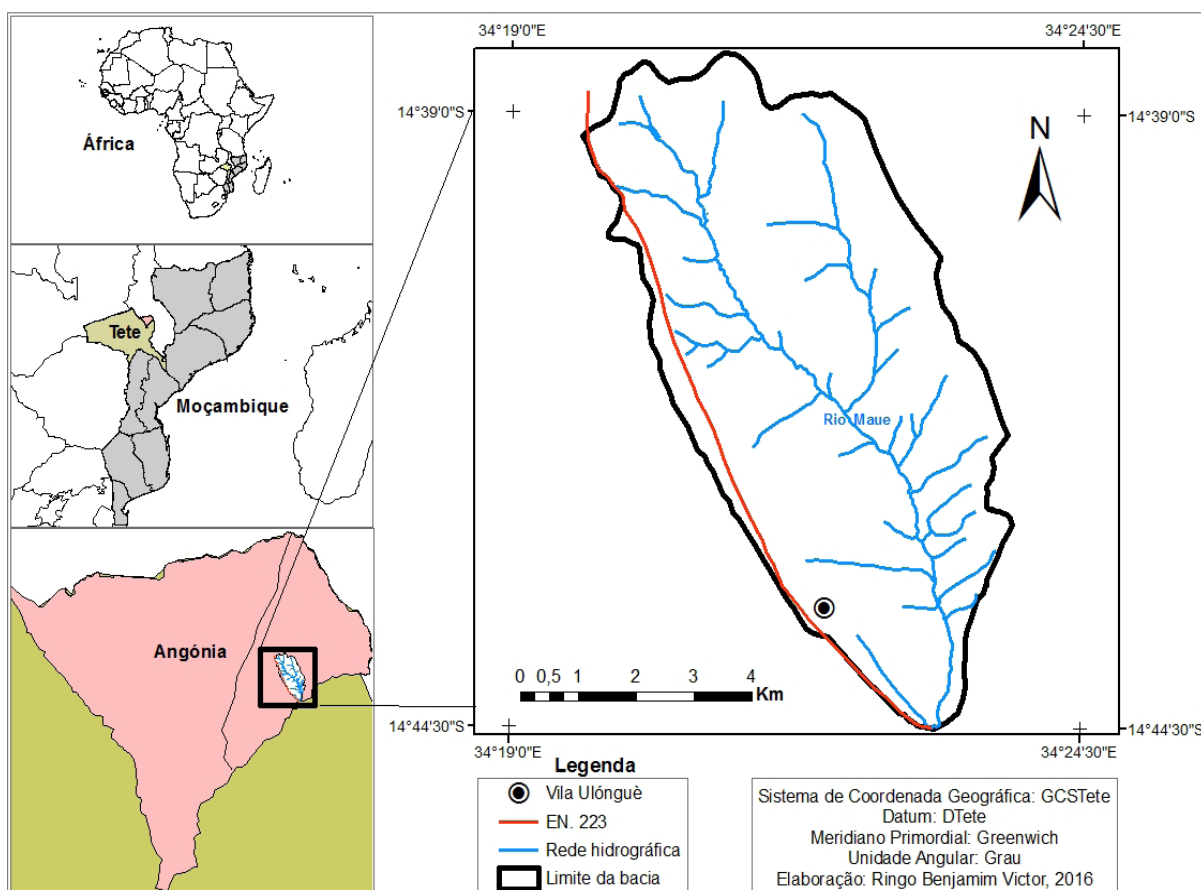 África
Tete
Moçambique
Angónia
34°19'0"E
34°24'30"E
14°39'0"S
14°39'0"S
N
Rio Maue
0 0,5 1 2 3 4
Km
14°44'30"S
14°44'30"S
34°19'0"E
34°24'30"E
Legenda
Vila Ulónguè
EN. 223
Rede hidrográfica
Limite da bacia
Sistema de Coordenada Geográfica: GCSTete
Datum: DTete
Meridiano Primordial: Greenwich
Unidade Angular: Grau
Elaboração: Ringo Benjamim Victor, 2016